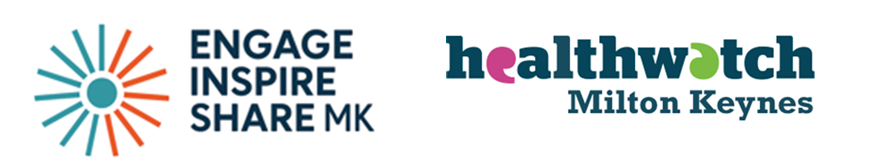 ENGAGE
INSPIRE
SHARE MK
healthwatch
Milton Keynes